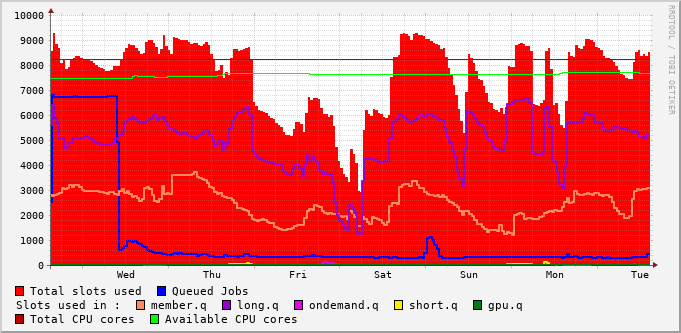 10000
9000
8000
7000
6000
5000
4000
3000
2000
1000
0
Wed Thu Fri Sat Sun Mon Tue
RRDTOOL / TOBI OETIKER
Total slots used Queued Jobs
Slots used in : member.q long.q ondemand.q short.q gpu.q
Total CPU cores Available CPU cores